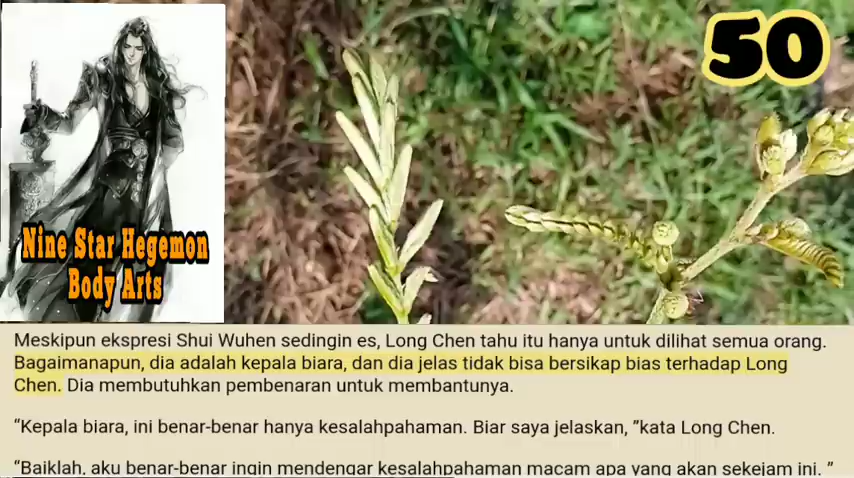 50
Nine Star Hegemon
Body Arts
Meskipun ekspresi Shui Wuhen sedingin es, Long Chen tahu itu hanya untuk dilihat semua orang.
Bagaimanapun, dia adalah kepala biara, dan dia jelas tidak bisa bersikap bias terhadap Long
Chen. Dia membutuhkan pembenaran untuk membantunya.
“Kepala biara, ini benar-benar hanya kesalahpahaman. Biar saya jelaskan, ”kata Long Chen.
“Baiklah, aku benar-benar ingin mendengar kesalahpahaman macam apa yang akan sekejam ini. ”